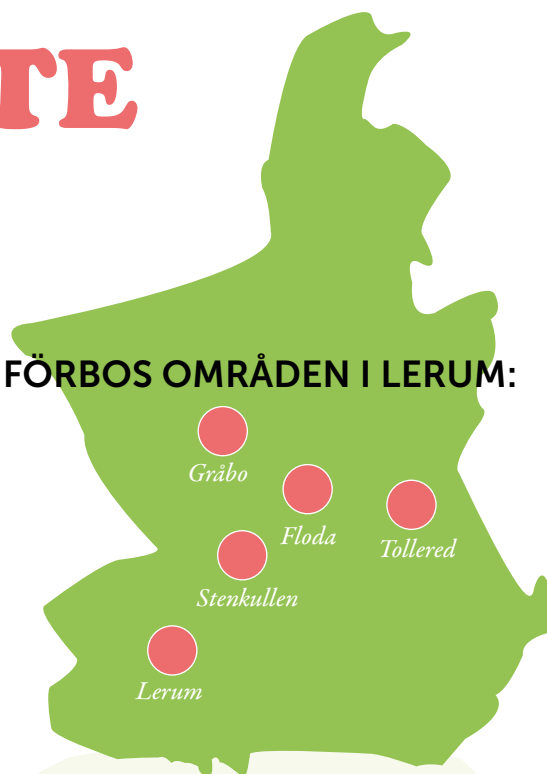 TE
FÖRBOS OMRÅDEN I LERUM:
Gråbo
Floda
Tollered
Stenkullen
Lerum